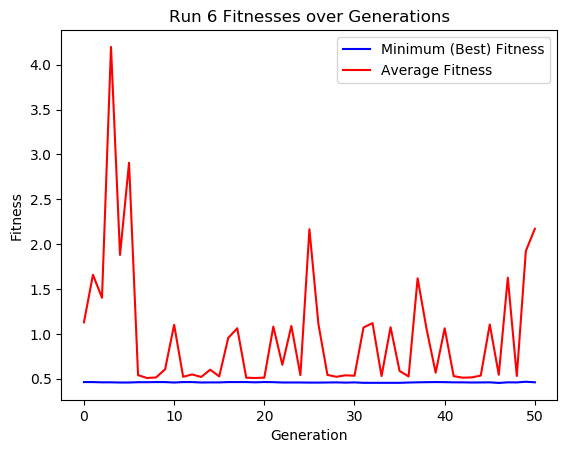 Run 6 Fitnesses over Generations
Minimum (Best) Fitness
Average Fitness
Fitness
4.0
3.5
3.0
2.5
2.0
1.5
1.0
0.5
0
10
20
30
40
50
Generation